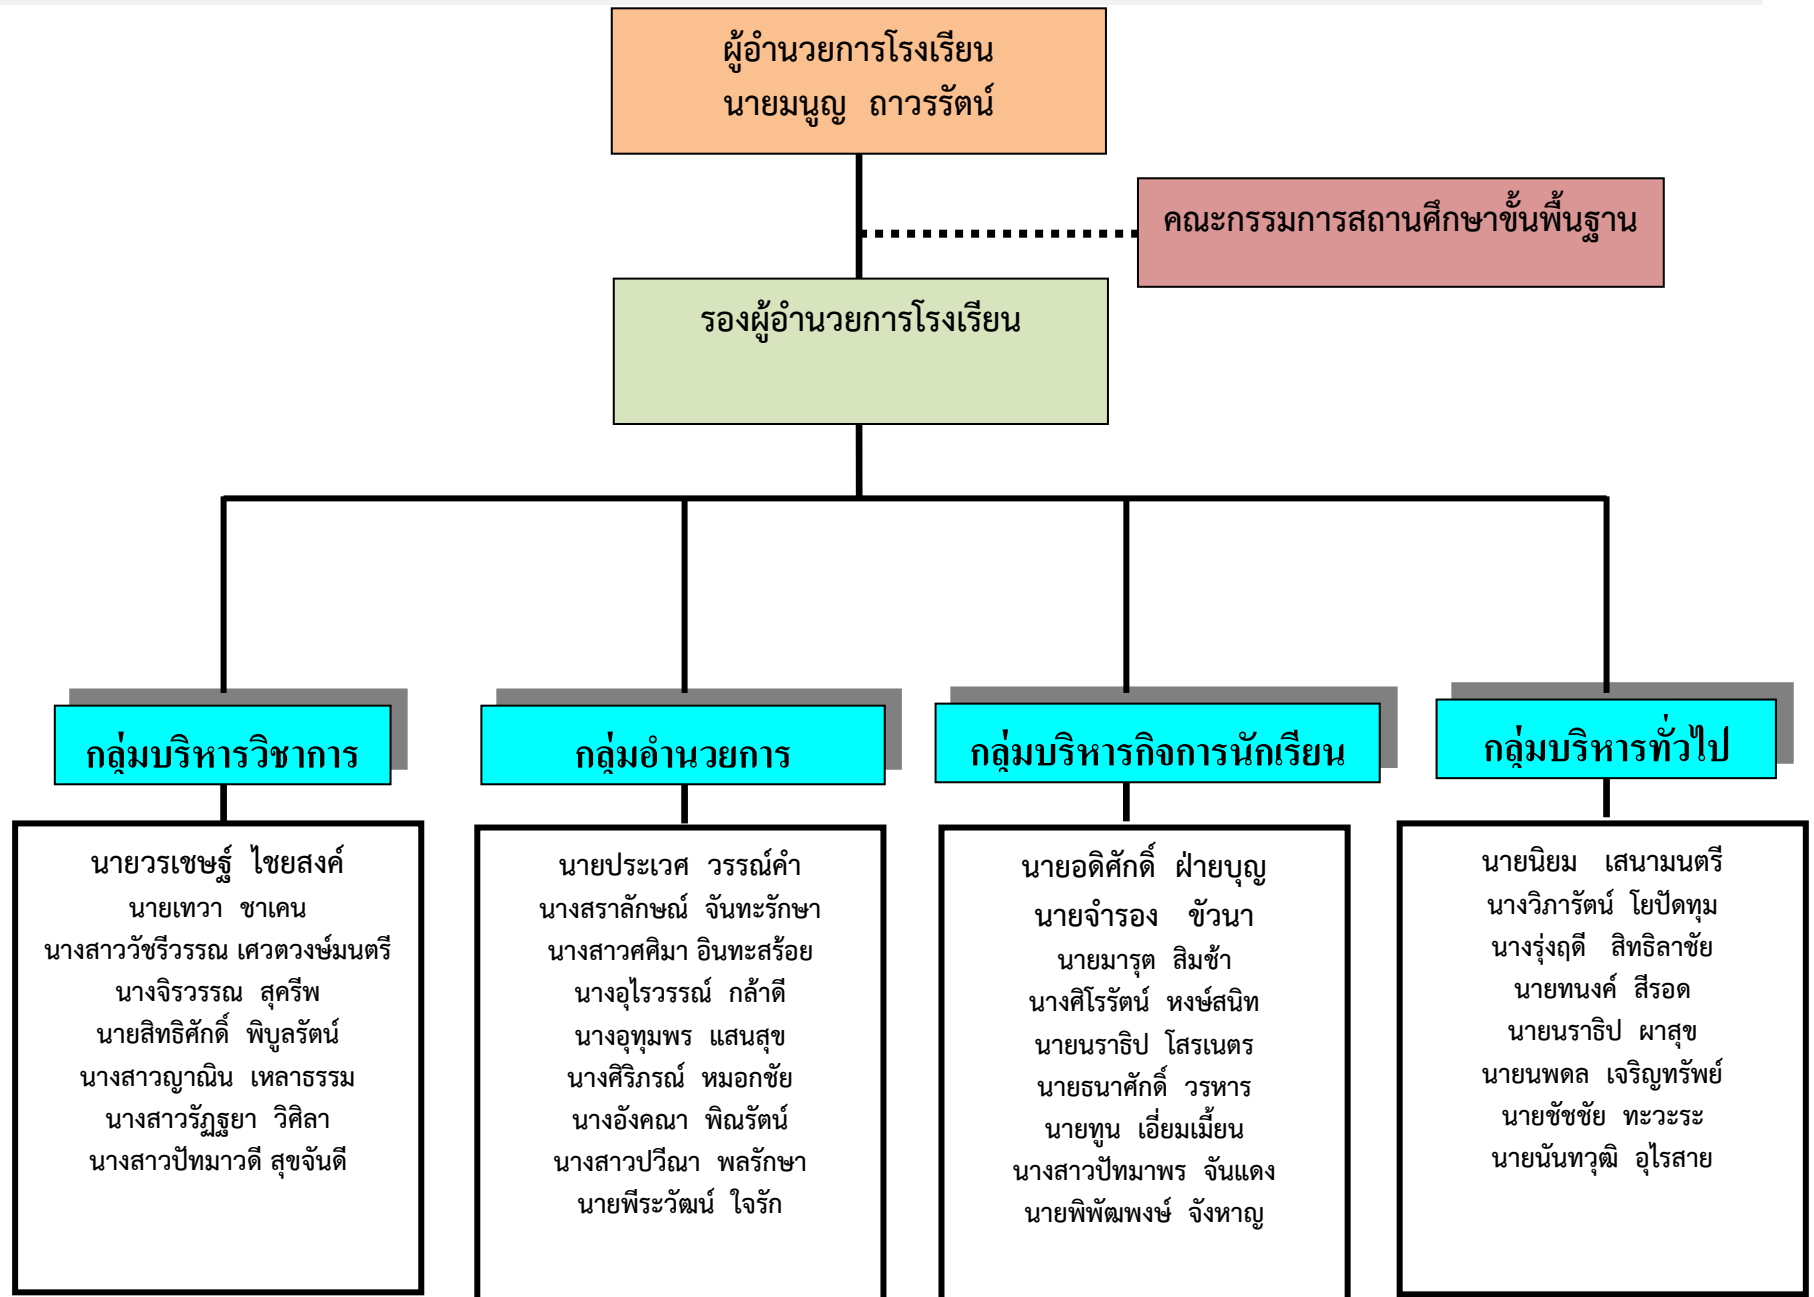 ผู้อำนวยการโรงเรียน
นายมนูญ ถาวรรัตน์
คณะกรรมการสถานศึกษาขั้นพื้นฐาน
รองผู้อำนวยการโรงเรียน
กลุ่มบริหารวิชาการ
นายวรเชษฐ์ ไชยสงค์
นายเทวา ชาเคน
นางสาววัชรีวรรณ เศวตวงษ์มนตรี
นางจิรวรรณ สุครีพ
นายสิทธิศักดิ์ พิบูลรัตน์
นางสาวญาณิน เหลาธรรม
นางสาวรัฏฐยา วิศิลา
นางสาวปัทมาวดี สุขจันดี
กลุ่มอำนวยการ
นายประเวศ วรรณ์คำ
นางสราลักษณ์ จันทะรักษา
นางสาวศศิมา อินทะสร้อย
นางอุไรวรรณ์ กล้าดี
นางอุทุมพร แสนสุข
นางศิริภรณ์ หมอกชัย
นางอังคณา พิณรัตน์
นางสาวปวีณา พลรักษา
นายพีระวัฒน์ ใจรัก
กลุ่มบริหารกิจการนักเรียน
นายอดิศักดิ์ ฝ่ายบุญ
นายจำรอง ขัวนา
นายมารุต สิมช้า
นางศิโรรัตน์ หงษ์สนิท
นายนราธิป โสรเนตร
นายธนาศักดิ์ วรหาร
นายทูน เอี่ยมเมี้ยน
นางสาวปัทมาพร จันแดง
นายพิพัฒพงษ์ จังหาญ
กลุ่มบริหารทั่วไป
นายนิยม เสนามนตรี
นางวิภารัตน์ โยปัดทุม
นางรุ่งฤดี สิทธิลาชัย
นายทนงค์ สีรอด
นายนราธิป ผาสุข
นายนพดล เจริญทรัพย์
นายชัชชัย ทะวะระ
นายนันทวุฒิ อุไรสาย